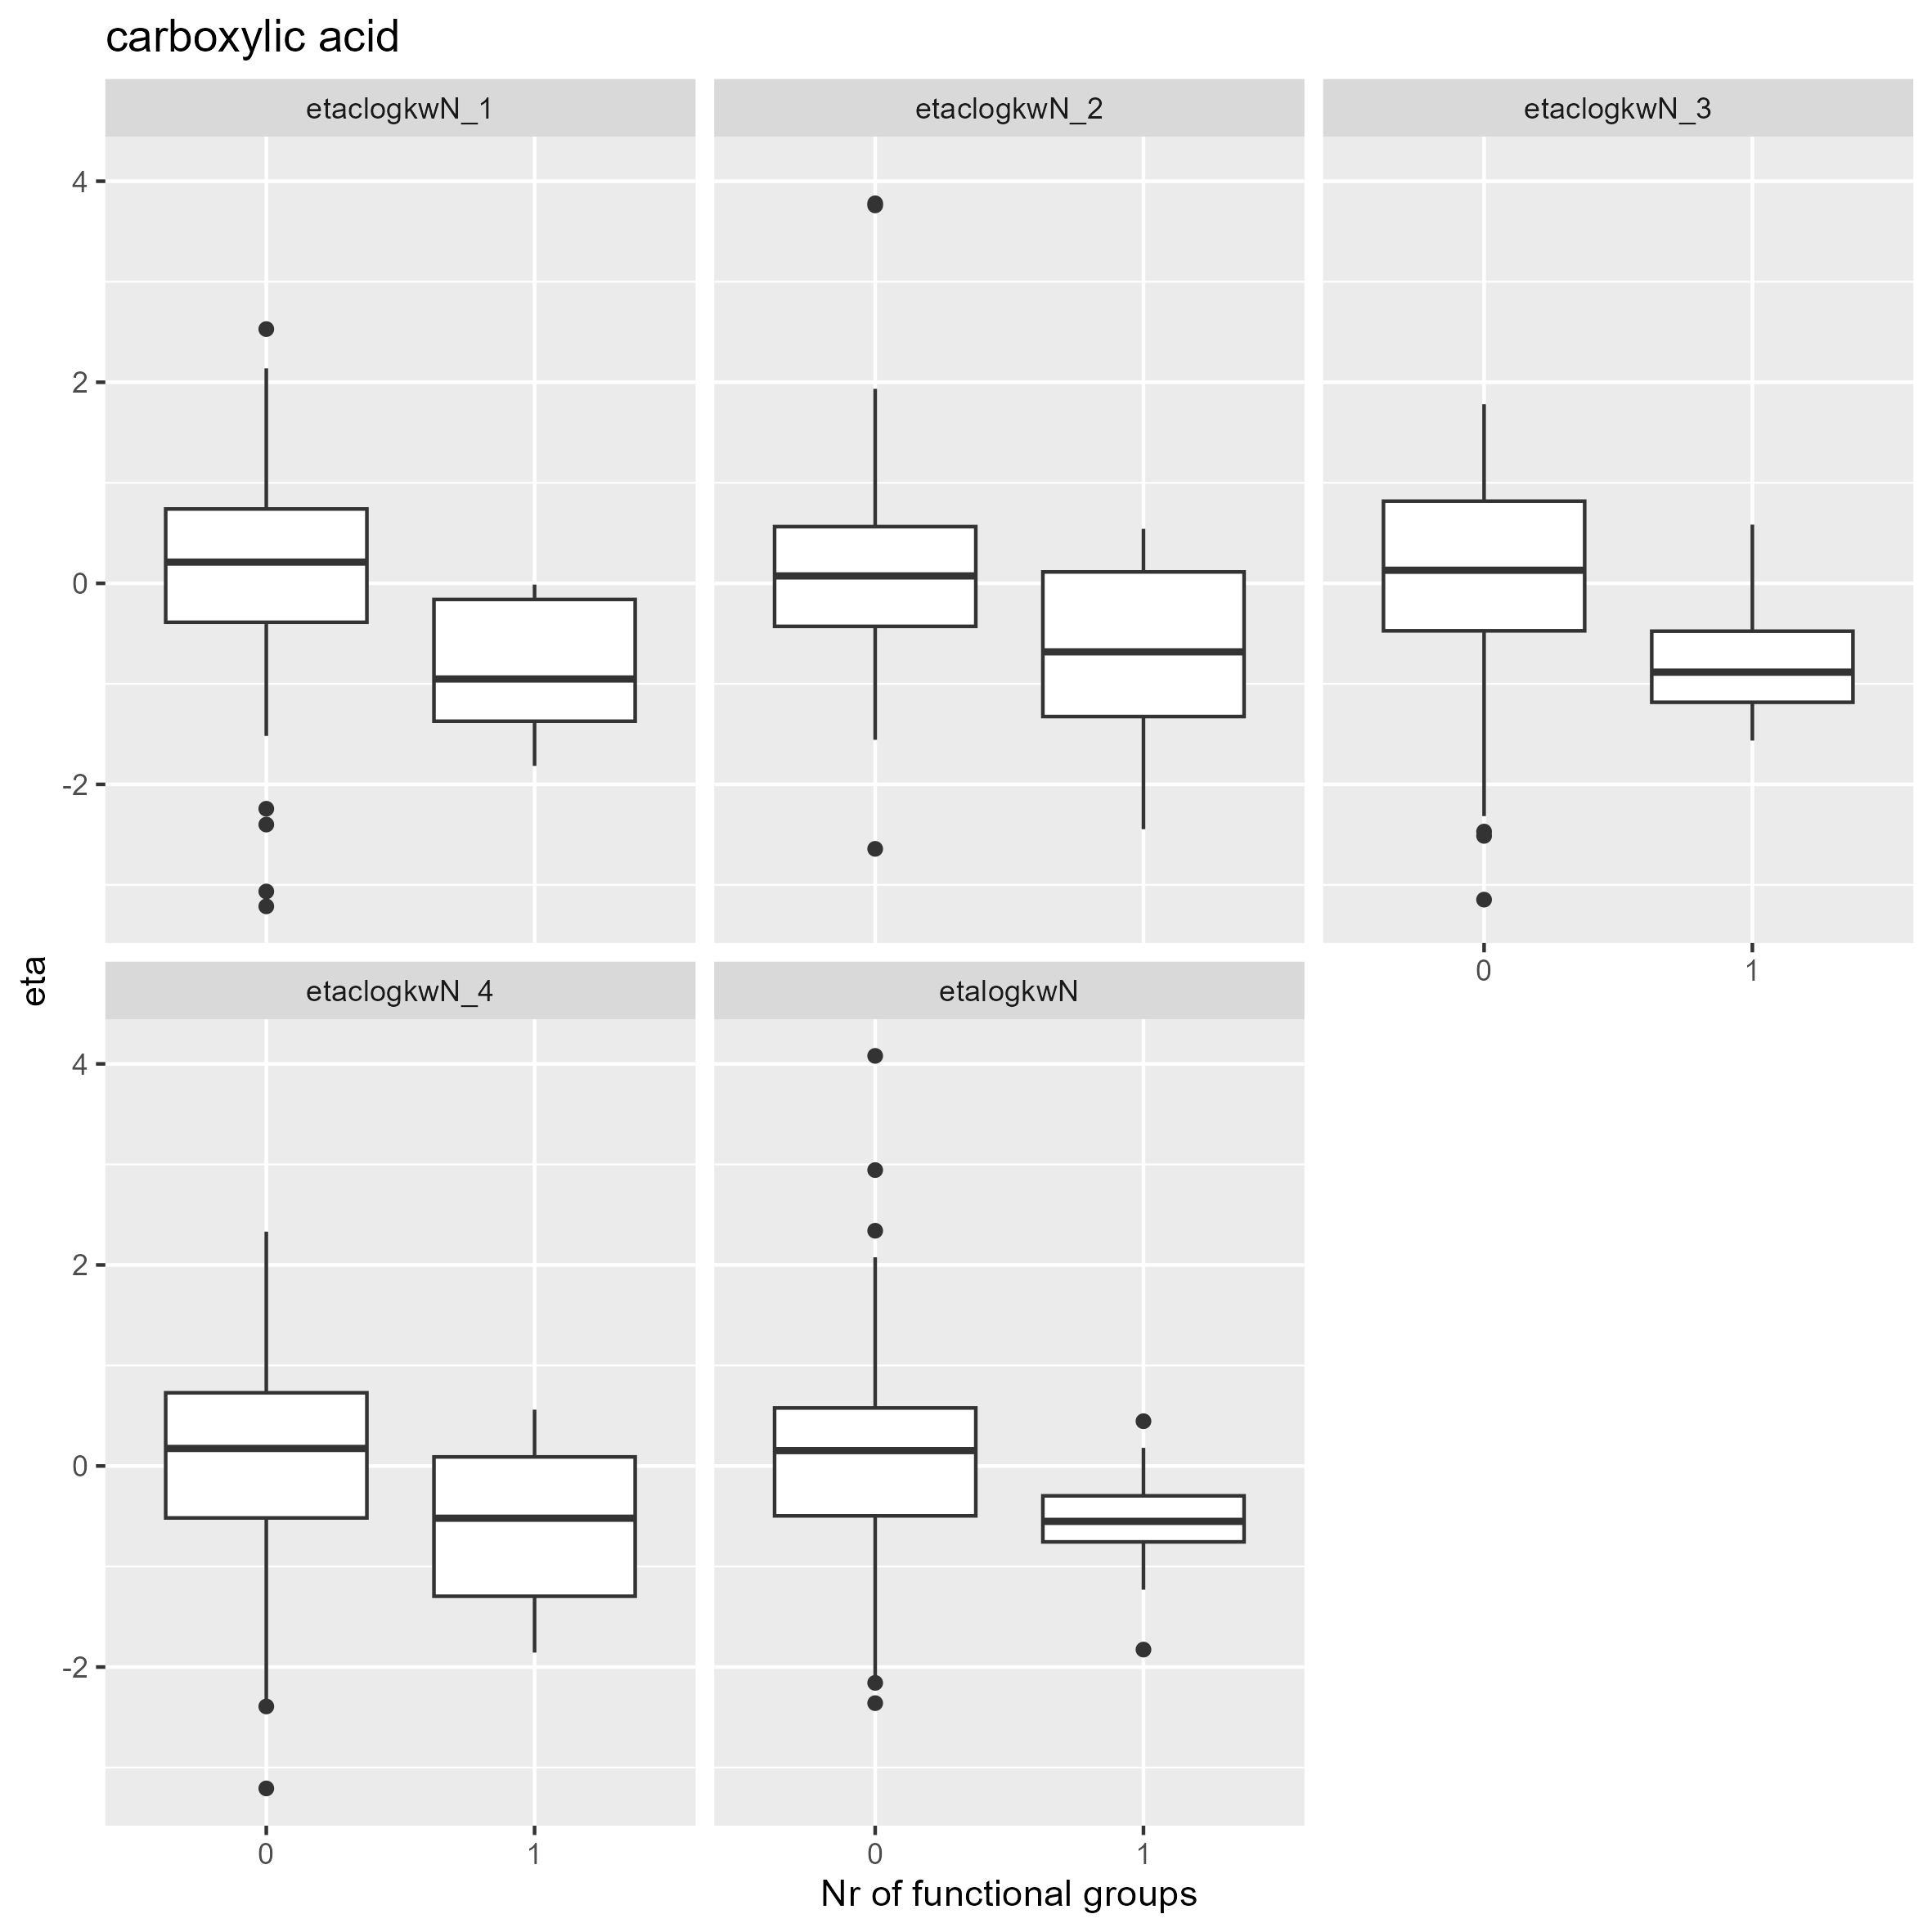 carboxylic acid
etaclogkwN_1 etaclogkwN_2 etaclogkwN_3
4
2
0
-2
0 1
eta
etaclogkwN_4 etalogkwN
4
2
0
-2
0 1 0 1
Nr of functional groups